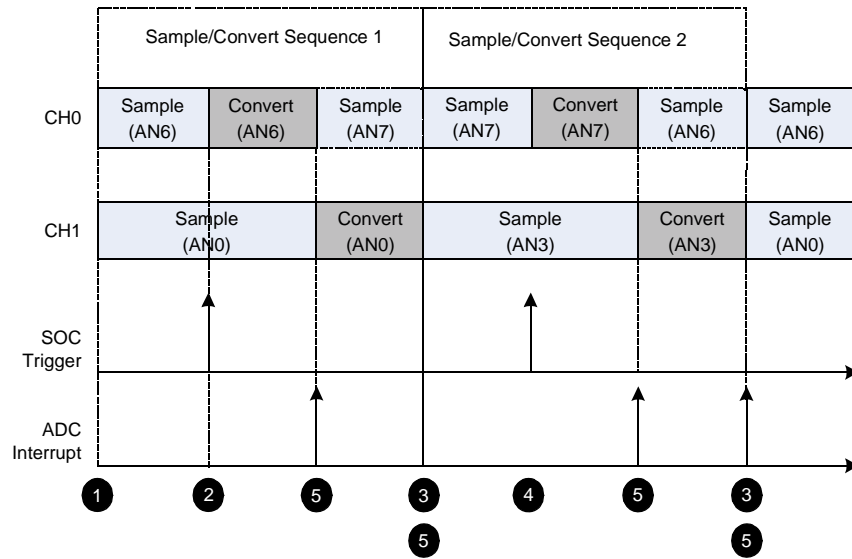 Sample/Convert Sequence 1
Sample/Convert Sequence 2
CH0
Sample
(AN6)
Convert
(AN6)
Sample
(AN7)
Sample
(AN7)
Convert
(AN7)
Sample
(AN6)
Sample
(AN6)
CH1
Sample
(AN0)
Convert
(AN0)
Sample
(AN3)
Convert
(AN3)
Sample
(AN0)
SOC
Trigger
ADC
Interrupt
1
2
5
3
4
5
3
5
5